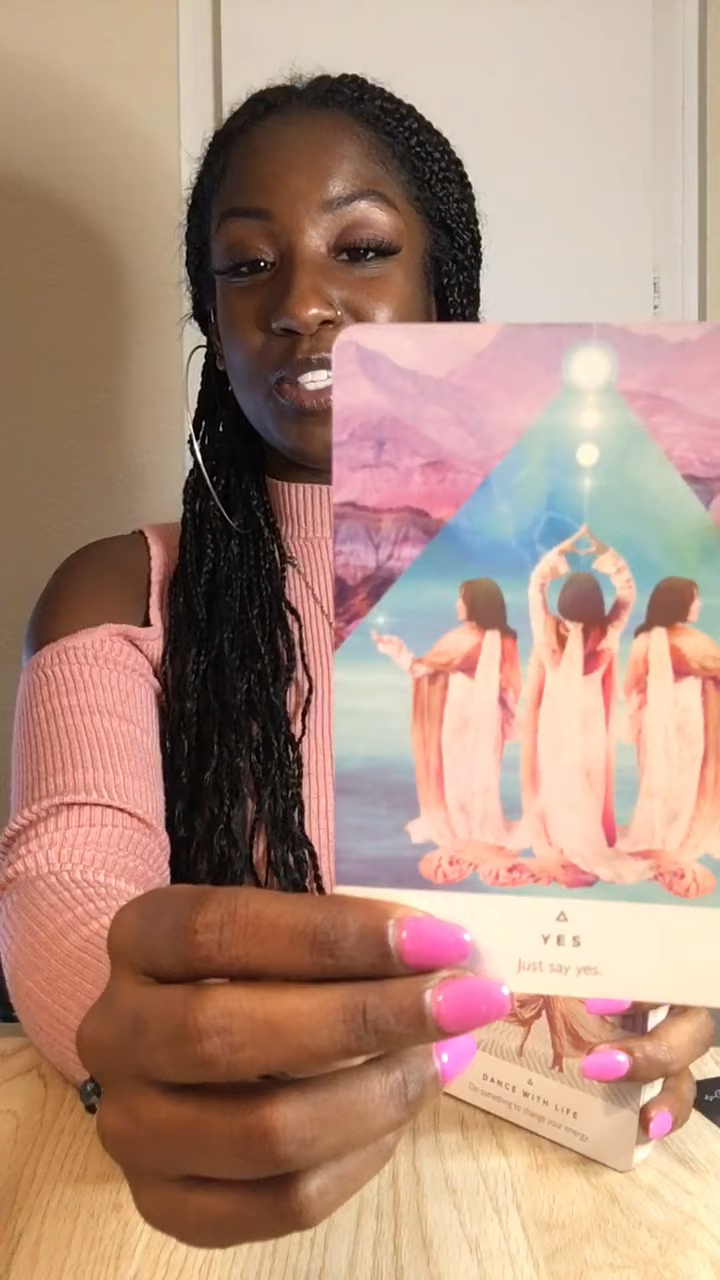 YES
Just say yes.
DANCE WITH LIFE
Do something to change your energy.